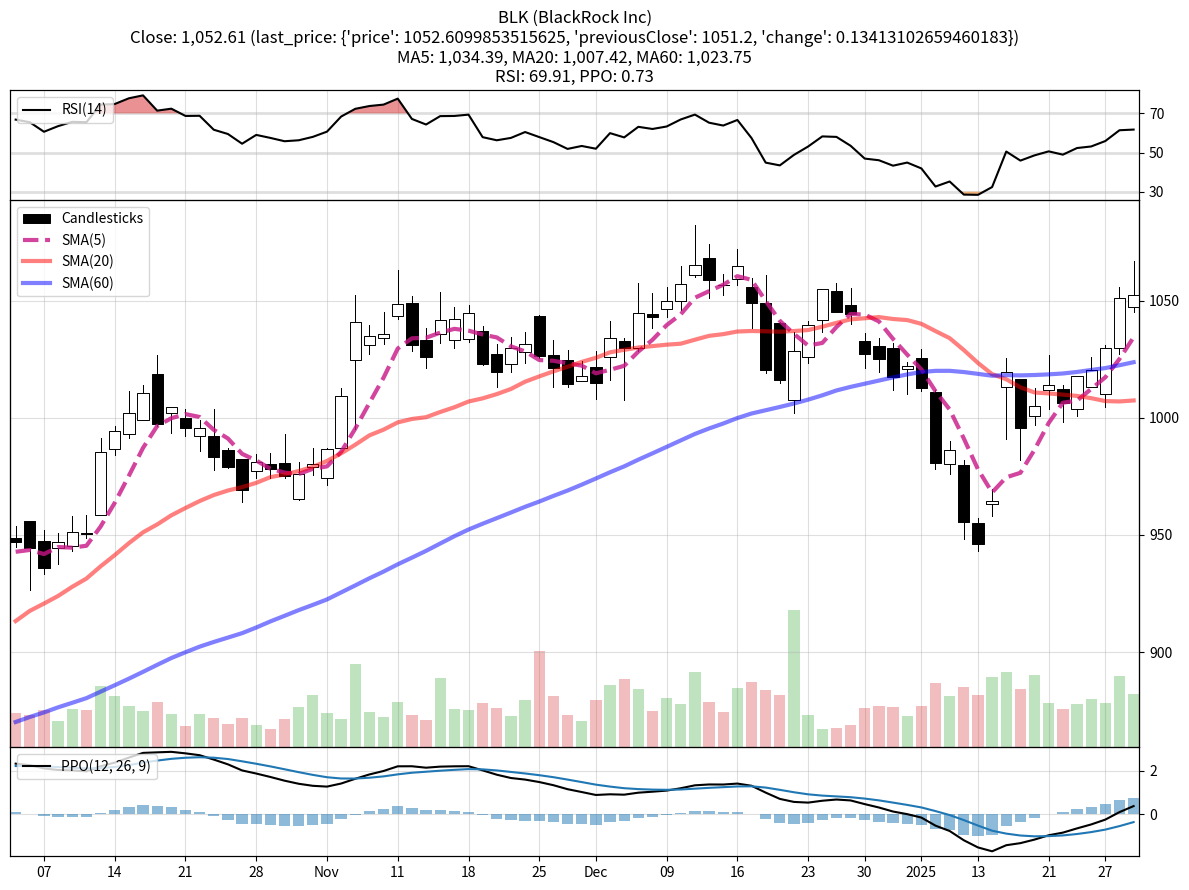 BLK (BlackRock Inc)
Close: 1,052.61 (last_price: {'price': 1052.6099853515625, 'previousClose': 1051.2, 'change': 0.13413102659460183})
MA5: 1,034.39, MA20: 1,007.42, MA60: 1,023.75
RSI: 69.91, PPO: 0.73
RSI(14)
70
50
30
Candlesticks
SMA(5)
SMA(20)
SMA(60)
1050
1000
950
900
PPO(12, 26, 9)
2
0
07 14 21 28 Nov 11 18 25 Dec 09 16 23 30 2025 13 21 27